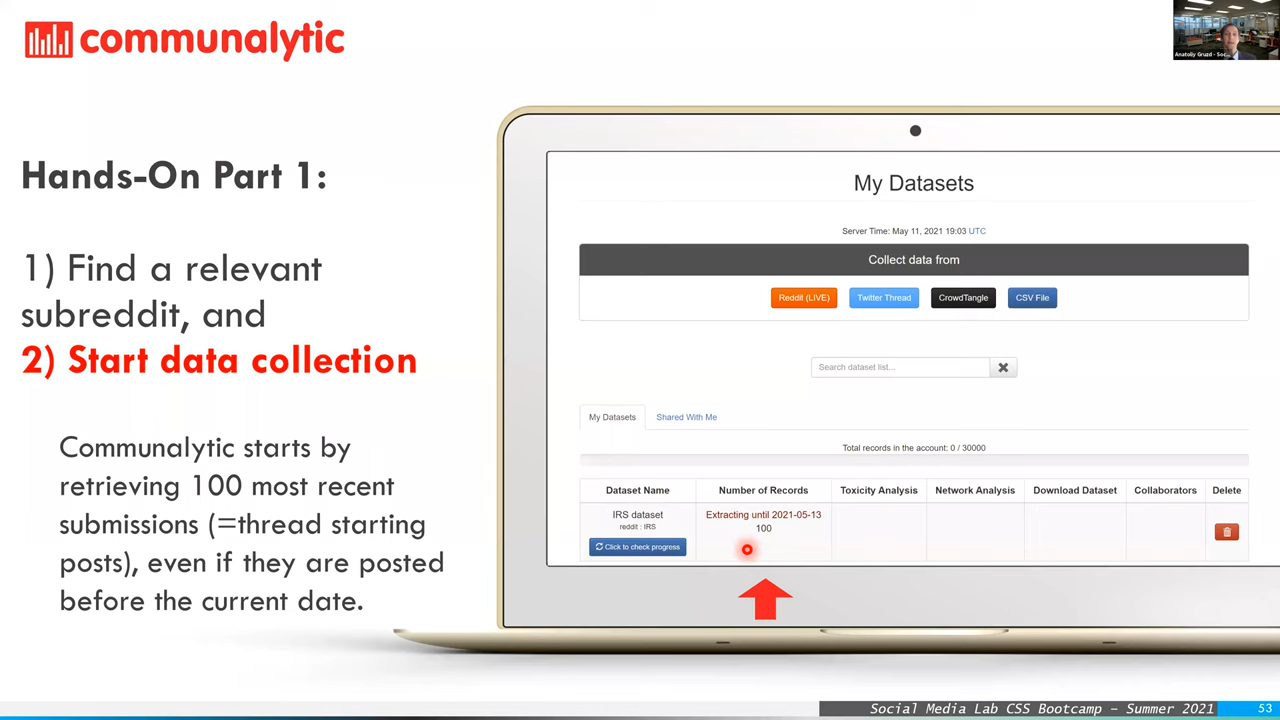 communalytic
Anatoliy Gruzd - Soc...
Hands-On Part 1:
1) Find a relevant
subreddit, and
2) Start data collection
Communalytic starts by
retrieving 100 most recent
submissions (=thread starting
posts), even if they are posted
before the current date.
My Datasets
Server Time: May 11, 2021 19:03 UTC
Collect data from
Reddit (LIVE) Twitter Thread CrowdTangle CSV File
Search dataset list...
My Datasets Shared With Me
Total records in the account: 0 / 30000
Dataset Name Number of Records Toxicity Analysis Network Analysis Download Dataset Collaborators Delete
IRS dataset Extracting until 2021-05-13
reddit : IRS 100
Click to check progress
Social Media Lab CSS Bootcamp – Summer 2021 53